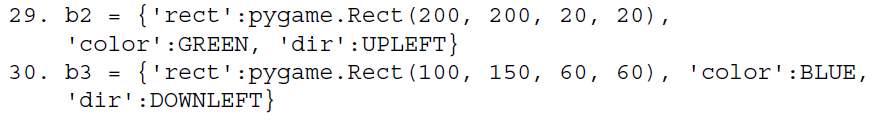 29. b2 = {'rect':pygame.Rect(200, 200, 20, 20),
'color':GREEN, 'dir':UPLEFT}
30. b3 = {'rect':pygame.Rect(100, 150, 60, 60), 'color':BLUE,
'dir':DOWNLEFT}